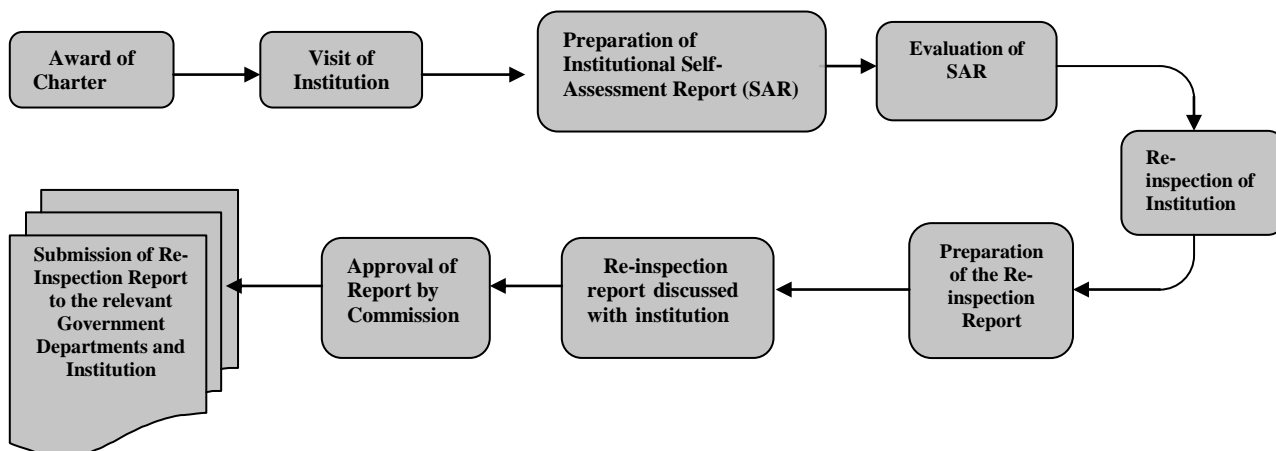 Award of
Charter
Visit of
Institution
Preparation of
Institutional Self-
Assessment Report (SAR)
Evaluation of
SAR
Re-
inspection of
Institution
Preparation
of the Re-
inspection
Report
Re-inspection
report discussed
with institution
Approval of
Report by
Commission
Submission of Re-
Inspection Report
to the relevant
Government
Departments and
Institution